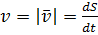 v = |v̄| = dS/dt